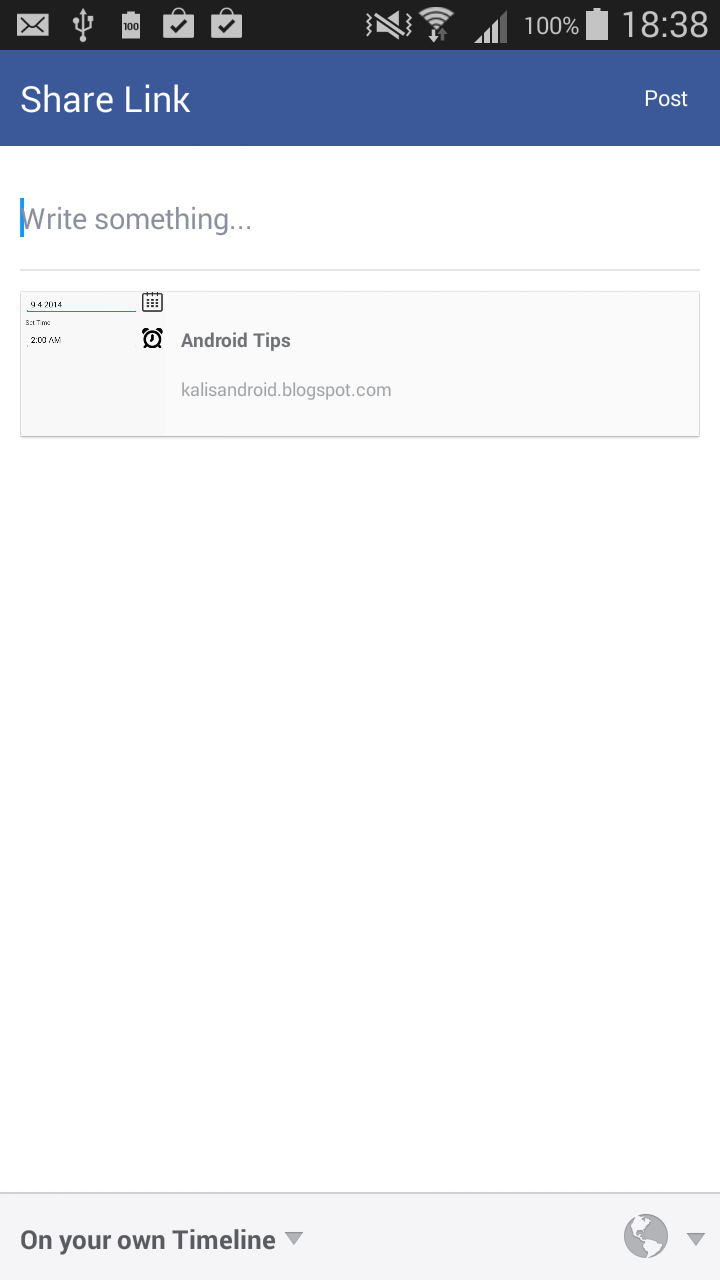 100
100%
18:38
Share Link
Post
Write something...
9 4 2014
Set Time
2:00 AM
Android Tips
kalisandroid.blogspot.com
On your own Timeline